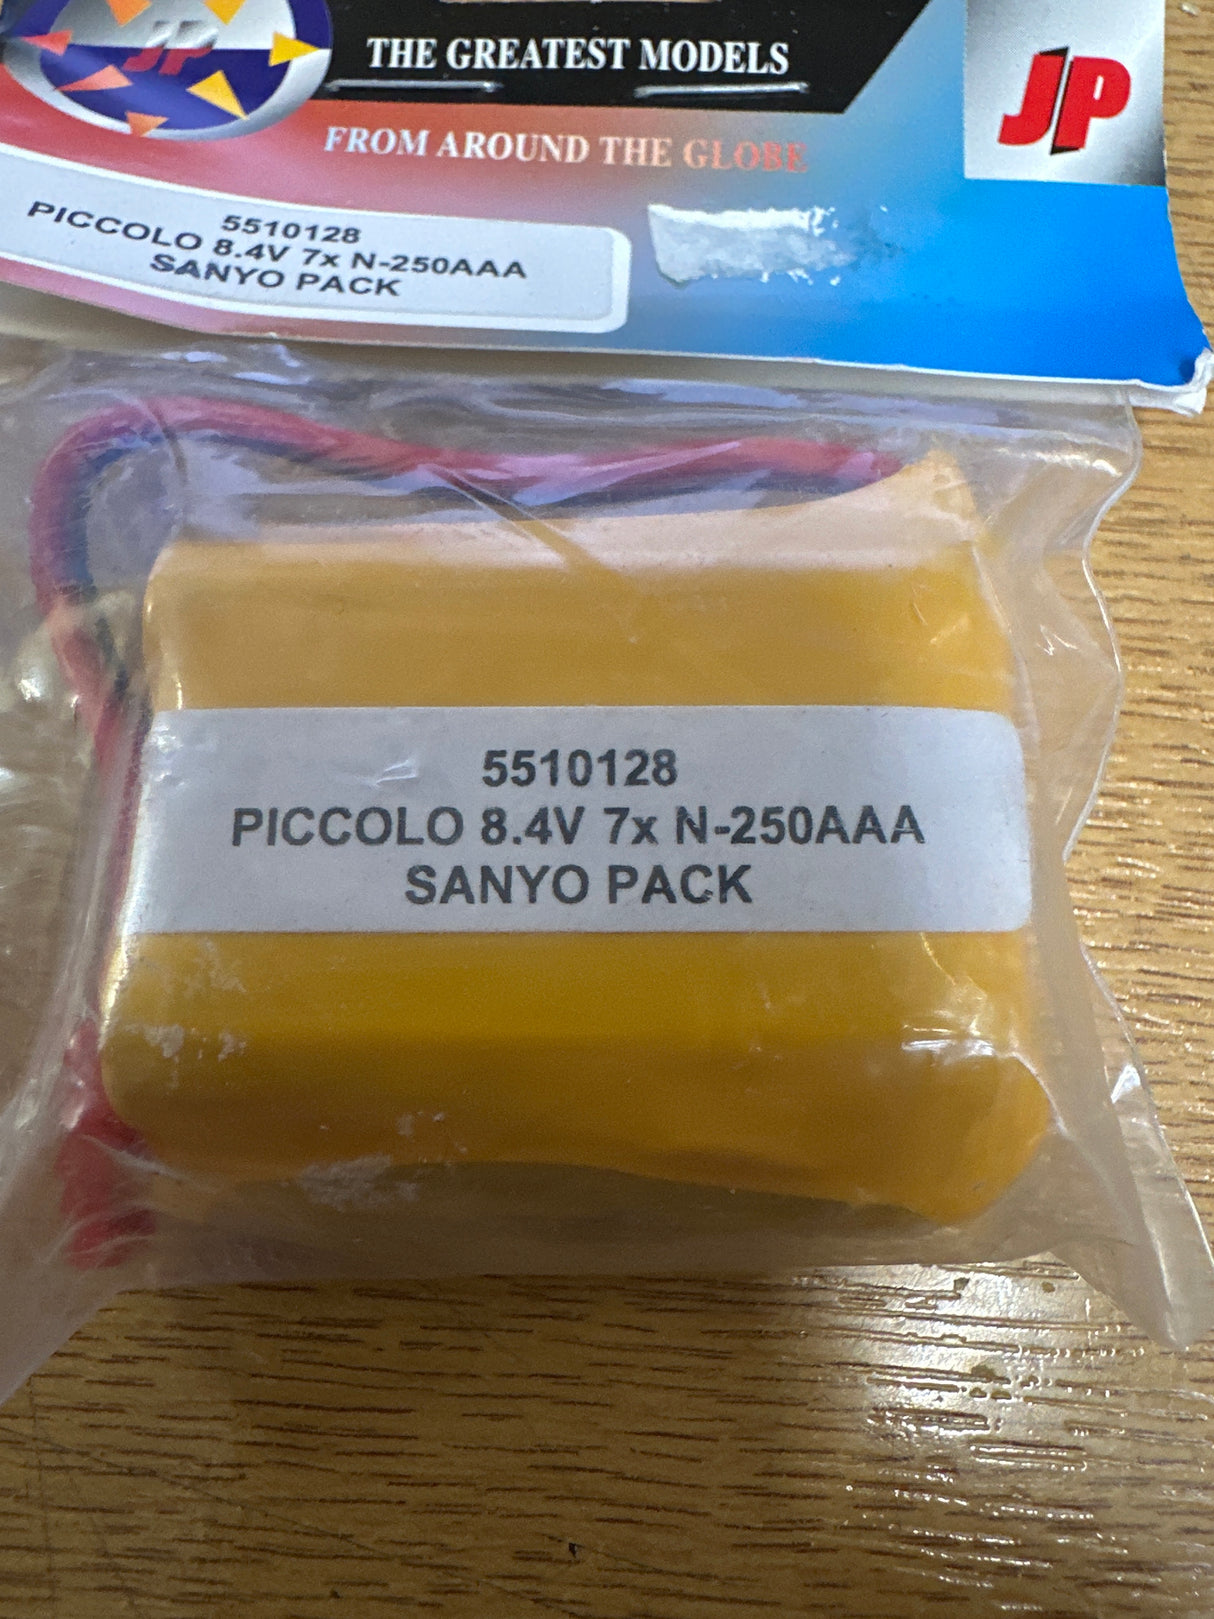 JP
THE GREATEST MODELS
FROM AROUND THE GLOBE
JP
5510128
PICCOLO 8.4V 7x N-250AAA
SANYO PACK
5510128
PICCOLO 8.4V 7x N-250AAA
SANYO PACK